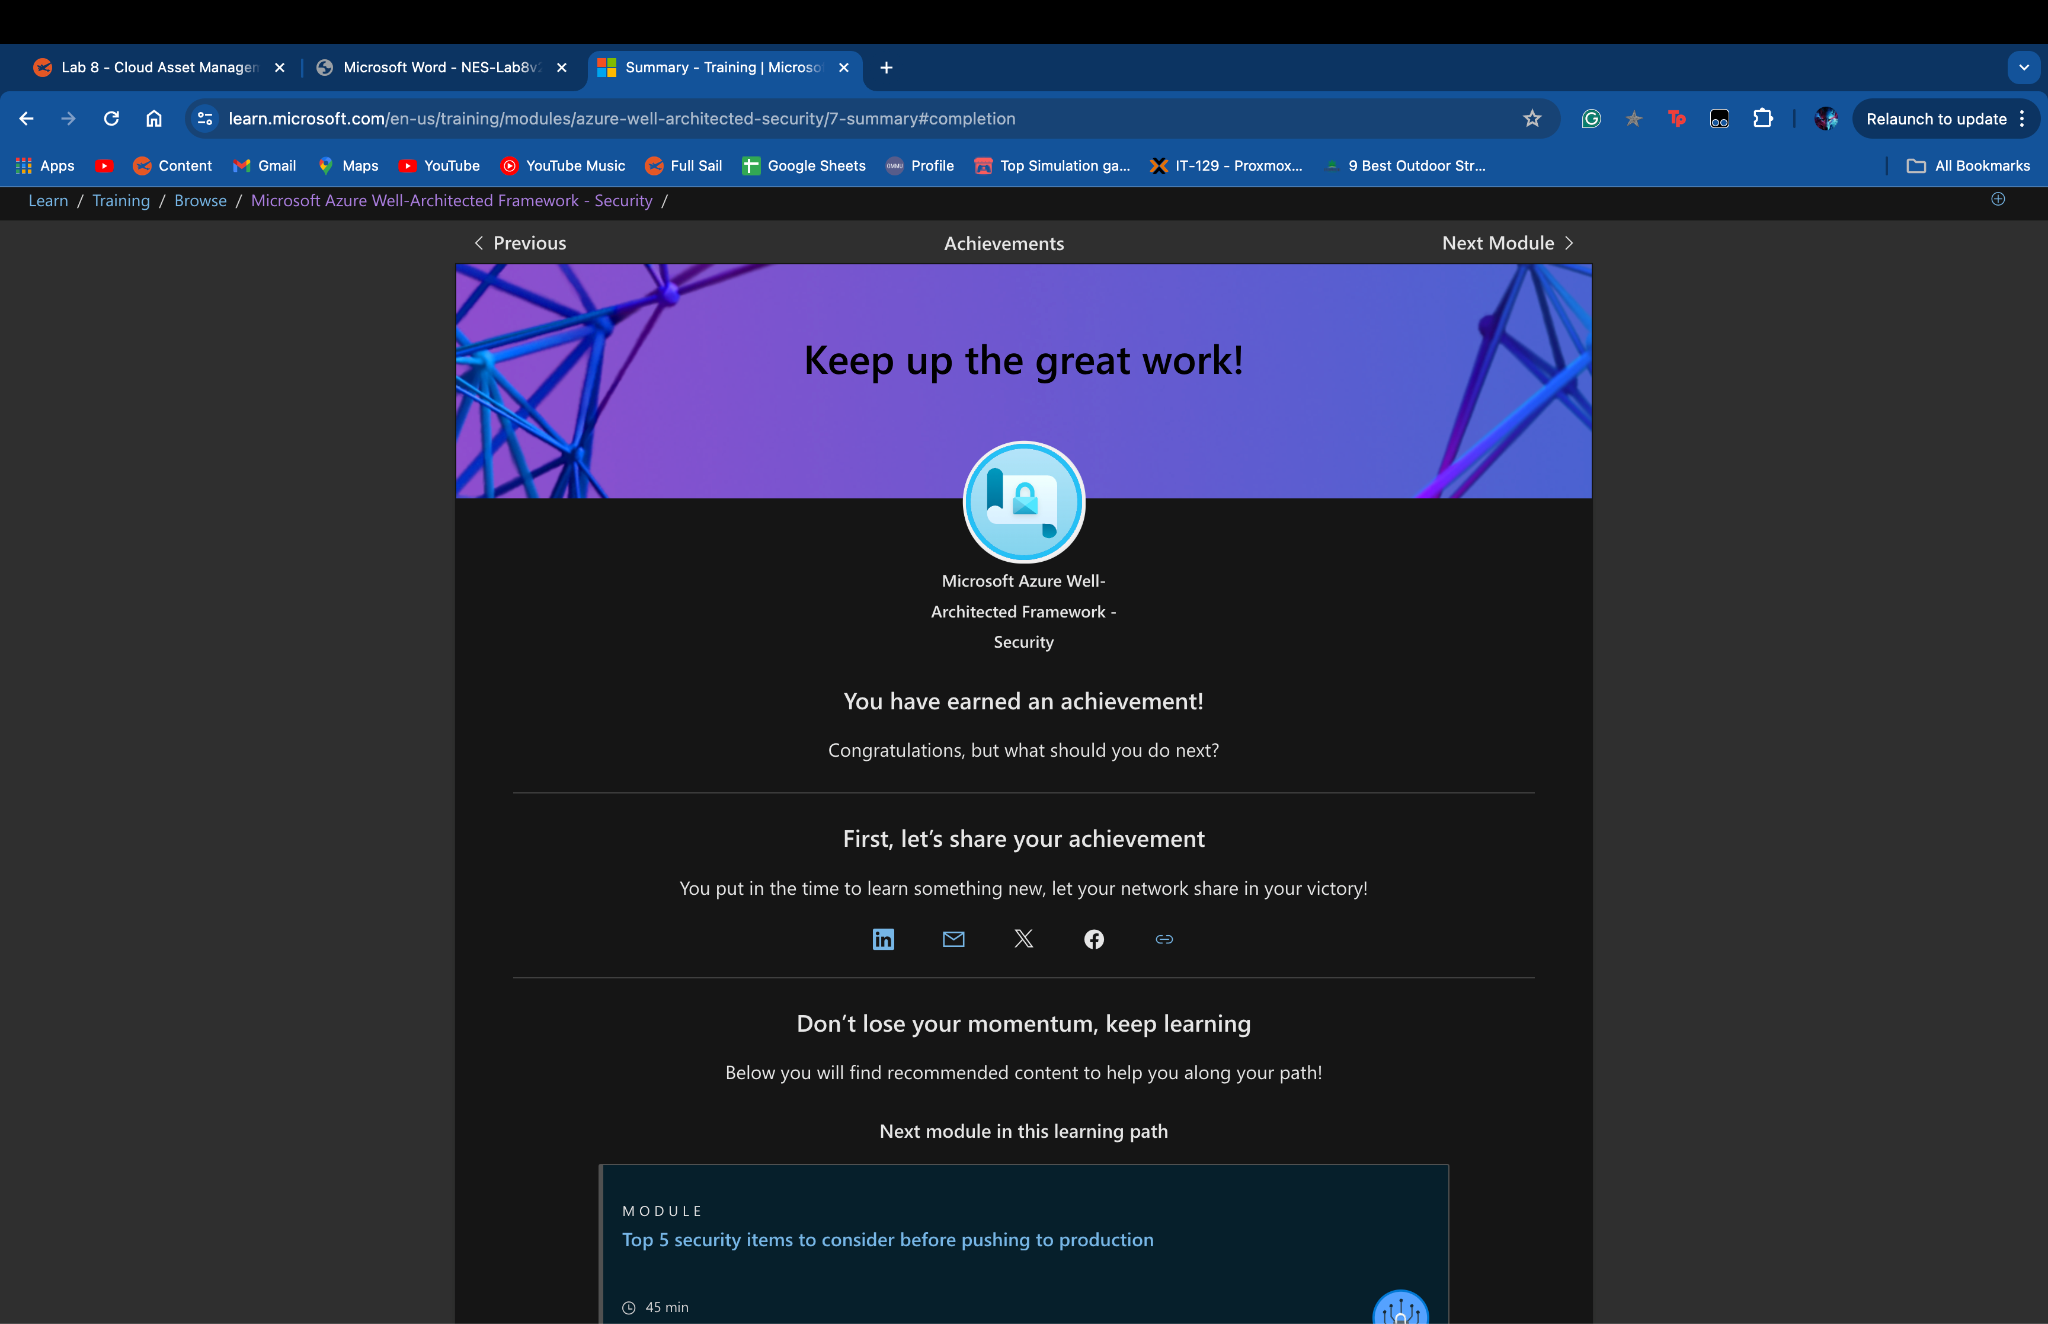 Lab 8 - Cloud Asset Managem
Microsoft Word - NES-Lab8v2
Summary - Training | Microso
learn.microsoft.com/en-us/training/modules/azure-well-architected-security/7-summary#completion
Relaunch to update
Apps
Content
Gmail
Maps
YouTube
YouTube Music
Full Sail
Google Sheets
Profile
Top Simulation ga...
IT-129 - Proxmox...
9 Best Outdoor Str...
All Bookmarks
Learn / Training / Browse / Microsoft Azure Well-Architected Framework - Security /
Previous
Achievements
Next Module
Keep up the great work!
Microsoft Azure Well-
Architected Framework -
Security
You have earned an achievement!
Congratulations, but what should you do next?
First, let's share your achievement
You put in the time to learn something new, let your network share in your victory!
Don't lose your momentum, keep learning
Below you will find recommended content to help you along your path!
Next module in this learning path
MODULE
Top 5 security items to consider before pushing to production
45 min